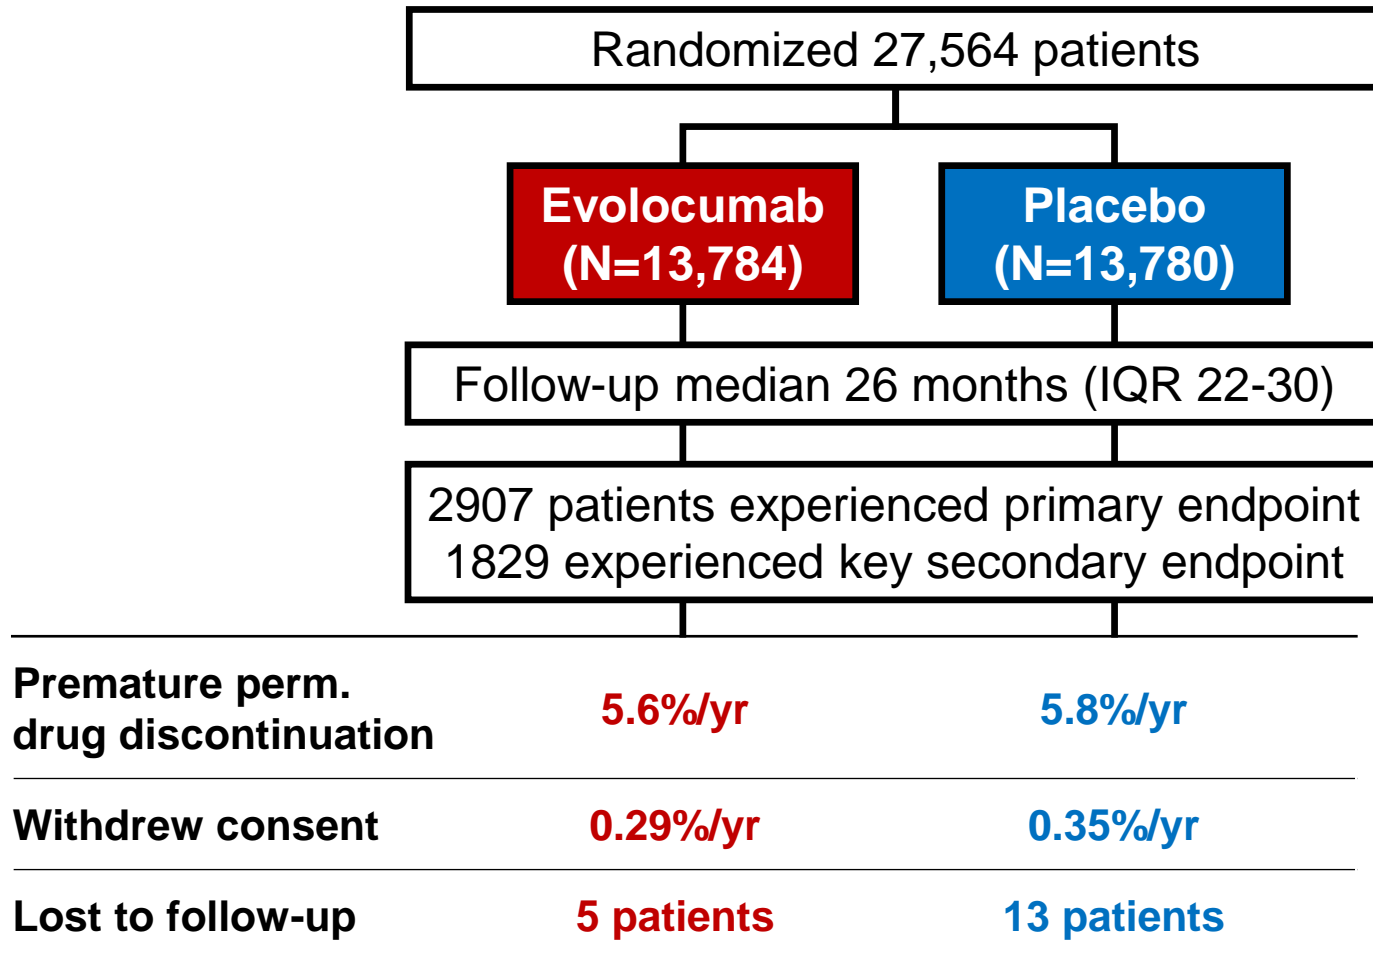 Randomized 27,564 patients
Evolocumab
(N=13,784)
Placebo
(N=13,780)
Follow-up median 26 months (IQR 22-30)
2907 patients experienced primary endpoint
1829 experienced key secondary endpoint
Premature perm.
drug discontinuation
5.6%/yr
5.8%/yr
Withdrew consent
0.29%/yr
0.35%/yr
Lost to follow-up
5 patients
13 patients